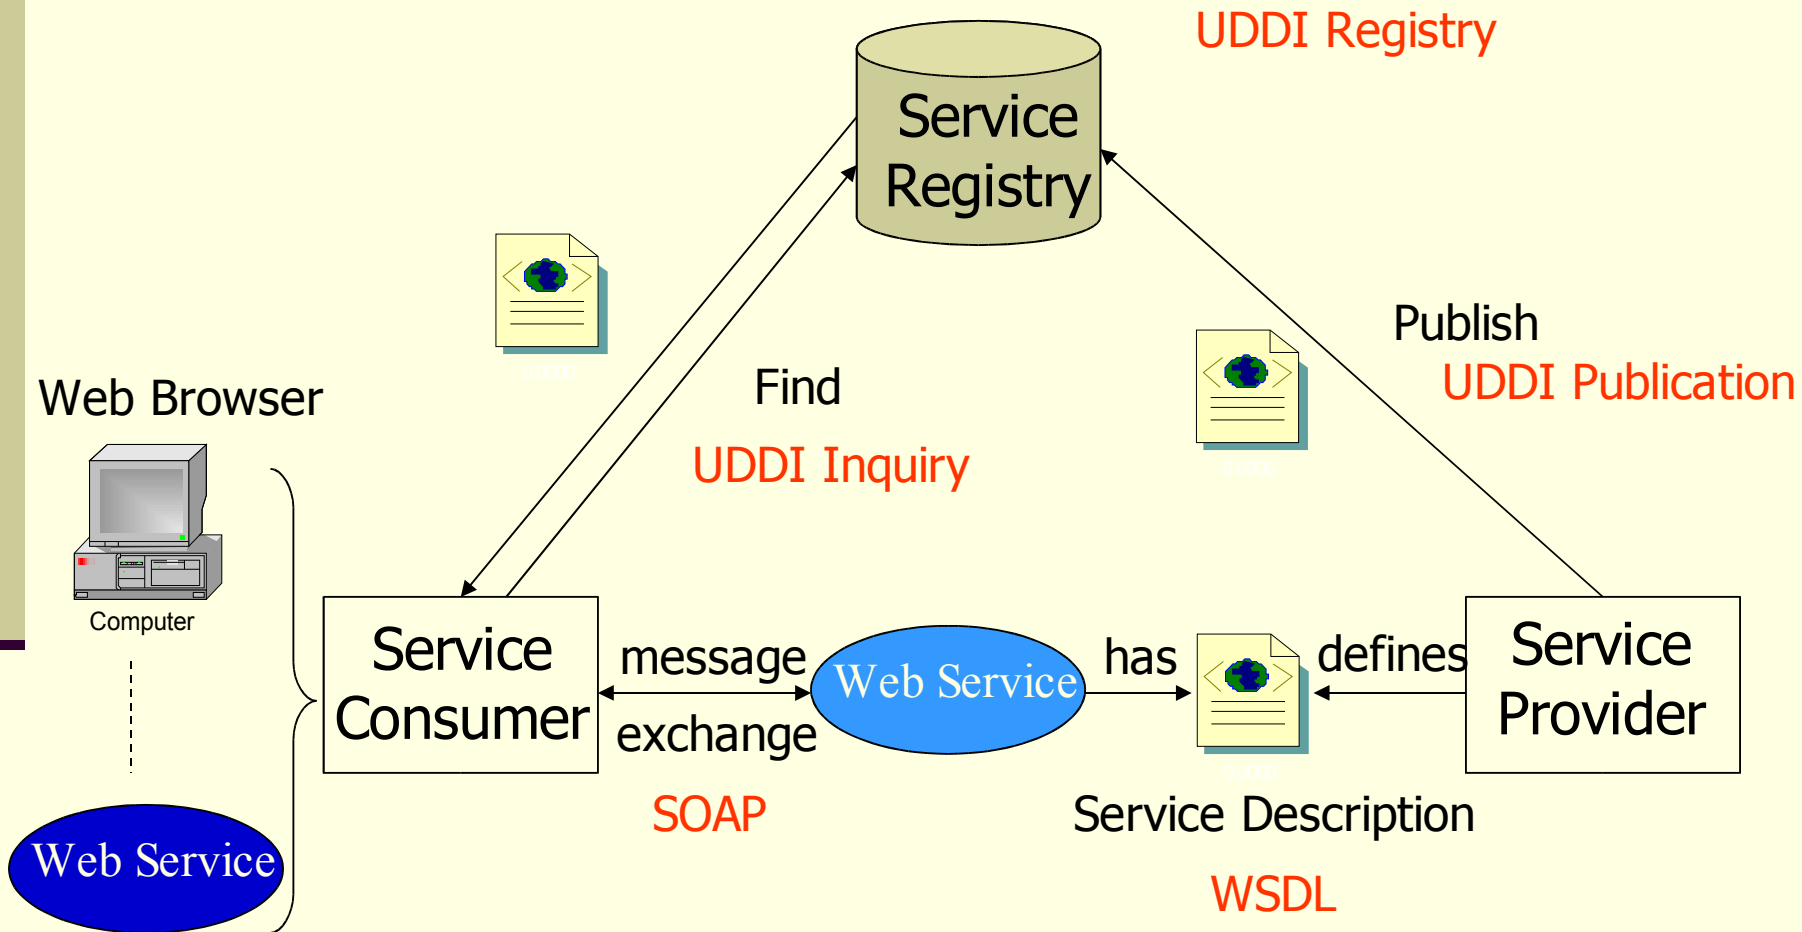 UDDI Registry
Service
Registry
Publish
UDDI Publication
Find
UDDI Inquiry
Web Browser
Computer
Service
Consumer
message
exchange
SOAP
Web Service
has
defines
Service
Provider
Service Description
WSDL
Web Service